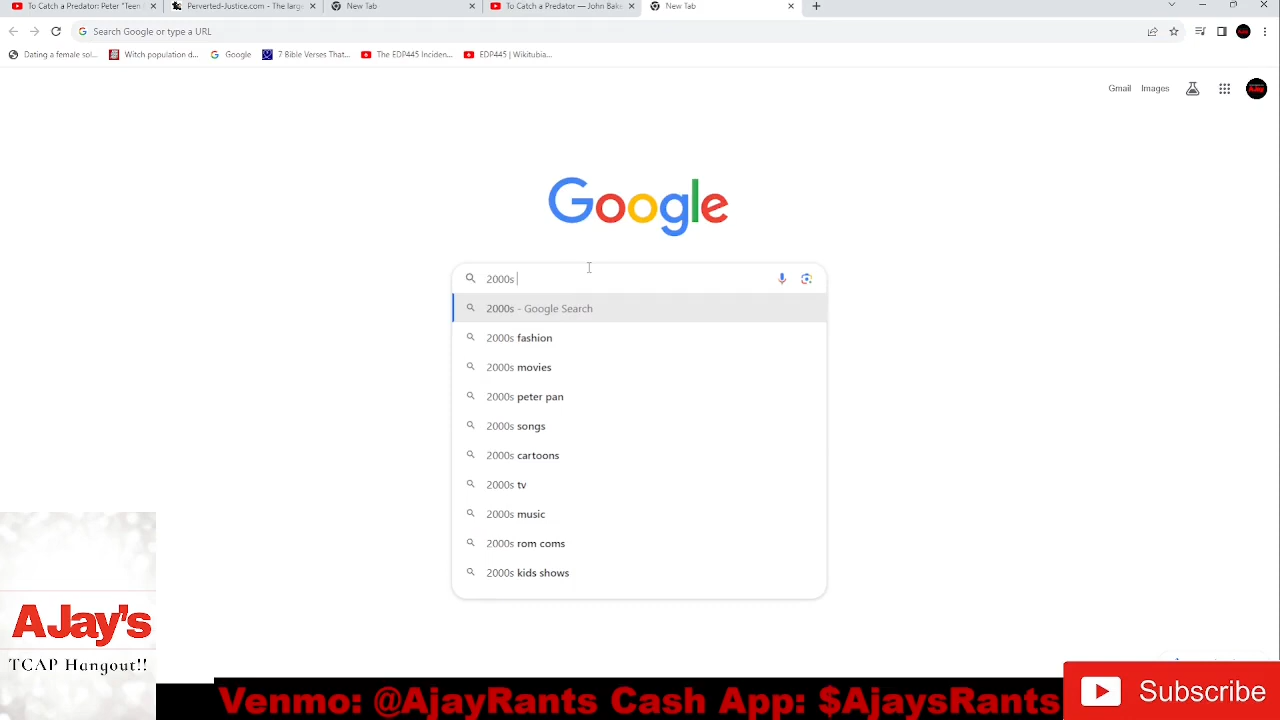 To Catch a Predator: Peter "Teen
Perverted-Justice.com - The large
New Tab
To Catch a Predator — John Bake
New Tab
Search Google or type a URL
Dating a female sol...
Witch population d...
Google
7 Bible Verses That...
The EDP445 Inciden...
EDP445 | Wikitubia...
Gmail Images
AJay
Google
2000s
2000s - Google Search
2000s fashion
2000s movies
2000s peter pan
2000s songs
2000s cartoons
2000s tv
2000s music
2000s rom coms
2000s kids shows
AJay's
TCAP Hangout!!
Venmo: @AjayRants Cash App: $AjaysRants
Subscribe